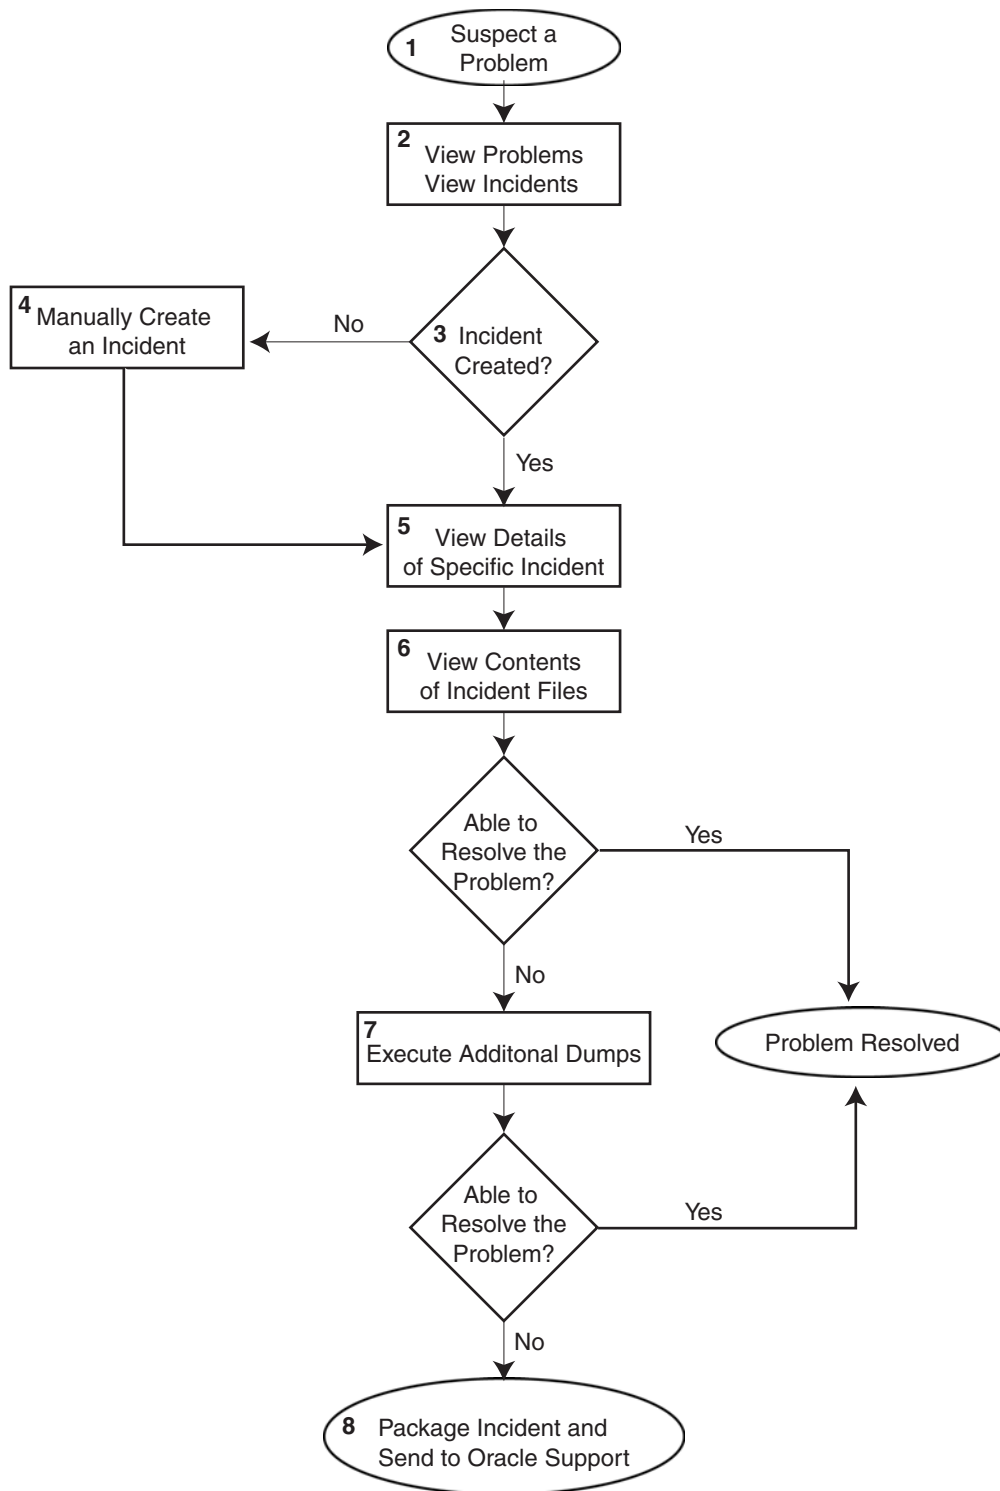 1 Suspect a
Problem
2 View Problems
View Incidents
3 Incident
Created?
No
4 Manually Create
an Incident
Yes
5 View Details
of Specific Incident
6 View Contents
of Incident Files
Able to
Resolve the
Problem?
Yes
No
7
Execute Additonal Dumps
Problem Resolved
Able to
Resolve the
Problem?
Yes
No
8 Package Incident and
Send to Oracle Support